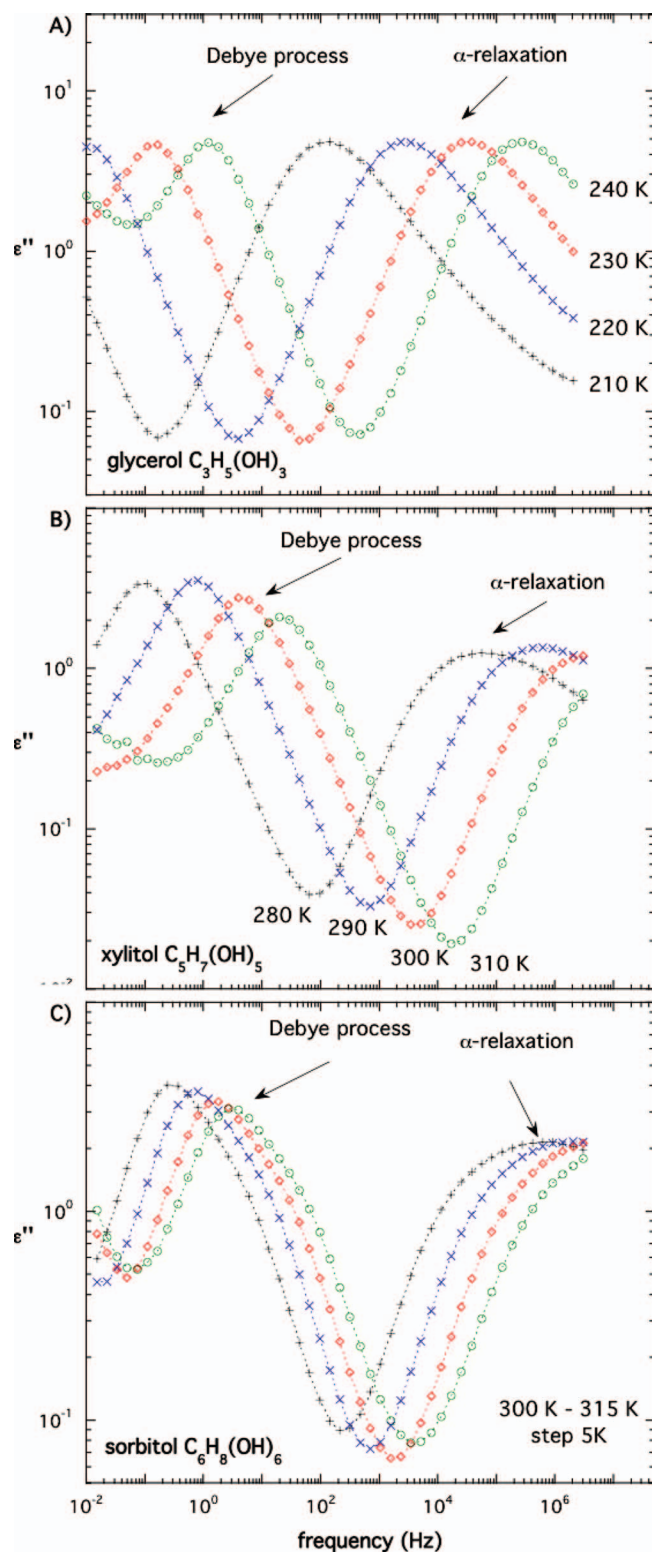 A)
Debye process
α-relaxation
10¹
240 K
10⁰
ε''
230 K
220 K
210 K
10⁻¹
glycerol C₃H₅(OH)₃
B)
Debye process
α-relaxation
10⁰
ε''
10⁻¹
280 K
290 K
300 K
310 K
xylitol C₅H₇(OH)₅
C)
Debye process
α-relaxation
10⁰
ε''
300 K - 315 K
step 5K
10⁻¹
sorbitol C₆H₈(OH)₆
10⁻² 10⁰ 10² 10⁴ 10⁶
frequency (Hz)